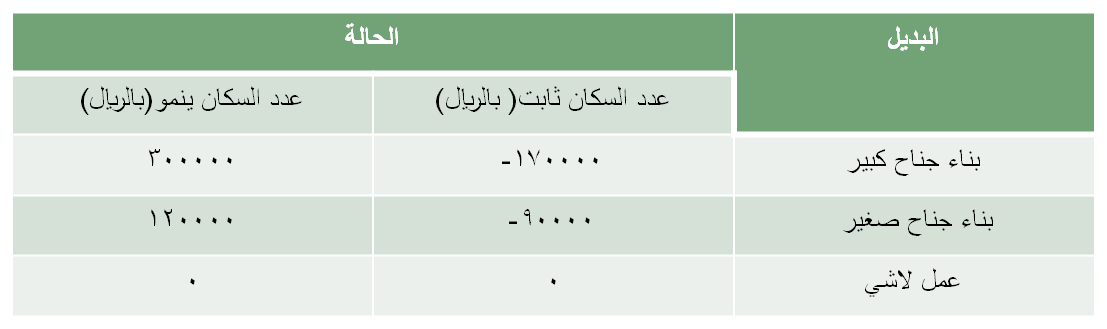 البديل
الحالة
عدد السكان ثابت( بالريال)
عدد السكان ينمو(بالريال)
بناء جناح كبير
١٧٠٠٠٠-
٣٠٠٠٠٠
بناء جناح صغير
٩٠٠٠٠-
١٢٠٠٠٠
عمل لاشي
٠
٠